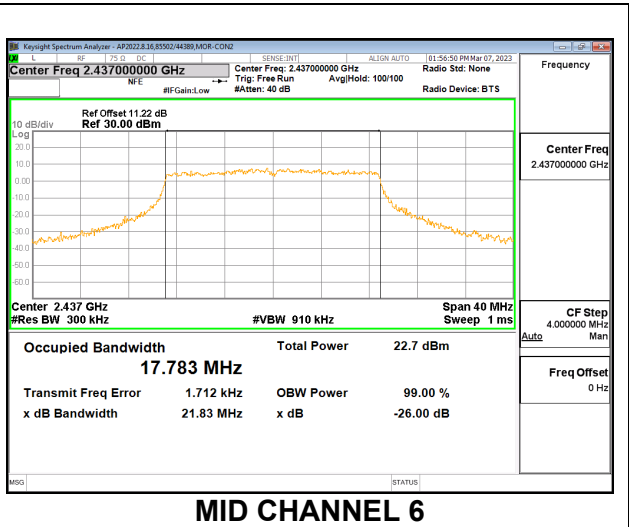 Keysight Spectrum Analyzer - AP2022.8.16,85502/44389,MOR-CON2
L RF 75 Ω DC SENSE:INT ALIGN AUTO 01:56:50 PM Mar 07, 2023
Center Freq 2.437000000 GHz Center Freq: 2.437000000 GHz Radio Std: None Frequency
NFE Trig: Free Run Avg|Hold: 100/100
#IFGain:Low #Atten: 40 dB Radio Device: BTS
Ref Offset 11.22 dB
10 dB/div Ref 30.00 dBm
Log
20.0
10.0
0.00
-10.0
-20.0
-30.0
-40.0
-50.0
-60.0
Center Freq
2.437000000 GHz
Center 2.437 GHz Span 40 MHz
#Res BW 300 kHz #VBW 910 kHz Sweep 1 ms
CF Step
4.000000 MHz
Auto Man
Occupied Bandwidth Total Power 22.7 dBm
17.783 MHz
Transmit Freq Error 1.712 kHz OBW Power 99.00 %
x dB Bandwidth 21.83 MHz x dB -26.00 dB
Freq Offset
0 Hz
MSG STATUS
MID CHANNEL 6